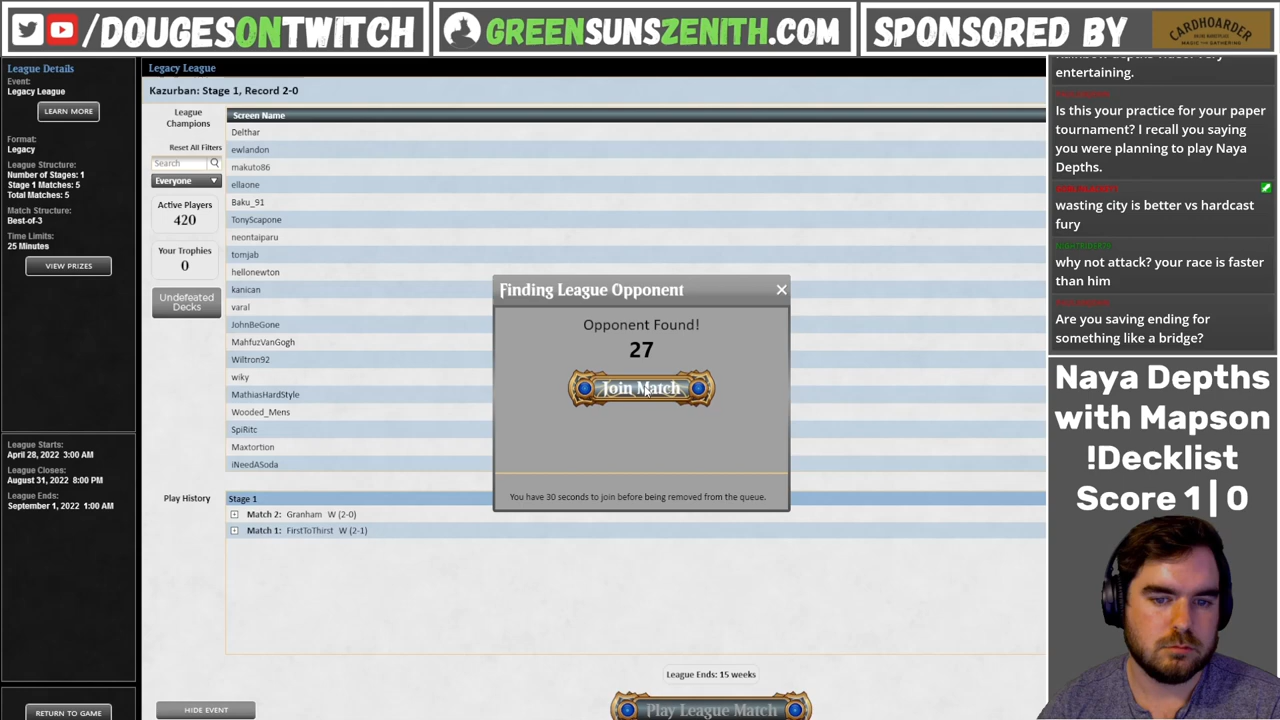 /DOUGESONTWITCH
GREENSUNSZENITH.COM
SPONSORED BY
CARDHOARDER
MAGIC THE GATHERING
League Details
Event:
Legacy League
LEARN MORE
Format:
Legacy
League Structure:
Number of Stages: 1
Stage 1 Matches: 5
Total Matches: 5
Match Structure:
Best-of-3
Time Limits:
25 Minutes
VIEW PRIZES
League Starts:
April 28, 2022 3:00 AM
League Closes:
August 31, 2022 8:00 PM
League Ends:
September 1, 2022 1:00 AM
RETURN TO GAME
Legacy League
Kazurban: Stage 1, Record 2-0
League
Champions
Reset All Filters
Search
Everyone
Active Players
420
Your Trophies
0
Undefeated
Decks
Screen Name
Delthar
ewlandon
makuto86
ellaone
Baku_91
TonyScapone
neontaiparu
tomjab
hellonewton
kanican
varal
JohnBeGone
MahfuzVanGogh
Wiltron92
wiky
MathiasHardStyle
Wooded_Mens
SpiRitc
Maxtortion
iNeedASoda
Finding League Opponent
Opponent Found!
27
Join Match
You have 30 seconds to join before being removed from the queue.
Play History
Stage 1
Match 2: Granham W (2-0)
Match 1: FirstToThirst W (2-1)
League Ends: 15 weeks
Play League Match
HIDE EVENT
entertaining.
Is this your practice for your paper
tournament? I recall you saying
you were planning to play Naya
Depths.
wasting city is better vs hardcast
fury
why not attack? your race is faster
than him
Are you saving ending for
something like a bridge?
Naya Depths
with Mapson
!Decklist
Score 1|0